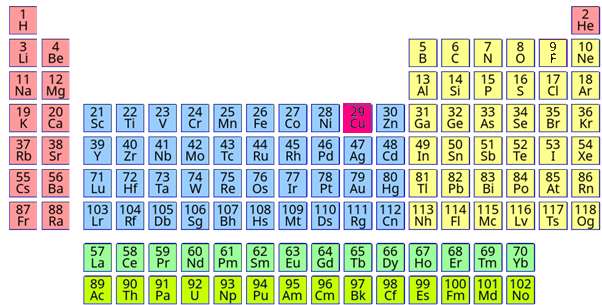 1 2
H He
3 4 5 6 7 8 9 10
Li Be B C N O F Ne
11 12 13 14 15 16 17 18
Na Mg Al Si P S Cl Ar
19 20 21 22 23 24 25 26 27 28 29 30 31 32 33 34 35 36
K Ca Sc Ti V Cr Mn Fe Co Ni Cu Zn Ga Ge As Se Br Kr
37 38 39 40 41 42 43 44 45 46 47 48 49 50 51 52 53 54
Rb Sr Y Zr Nb Mo Tc Ru Rh Pd Ag Cd In Sn Sb Te I Xe
55 56 71 72 73 74 75 76 77 78 79 80 81 82 83 84 85 86
Cs Ba Lu Hf Ta W Re Os Ir Pt Au Hg Tl Pb Bi Po At Rn
87 88 103 104 105 106 107 108 109 110 111 112 113 114 115 116 117 118
Fr Ra Lr Rf Db Sg Bh Hs Mt Ds Rg Cn Nh Fl Mc Lv Ts Og
57 58 59 60 61 62 63 64 65 66 67 68 69 70
La Ce Pr Nd Pm Sm Eu Gd Tb Dy Ho Er Tm Yb
89 90 91 92 93 94 95 96 97 98 99 100 101 102
Ac Th Pa U Np Pu Am Cm Bk Cf Es Fm Md No